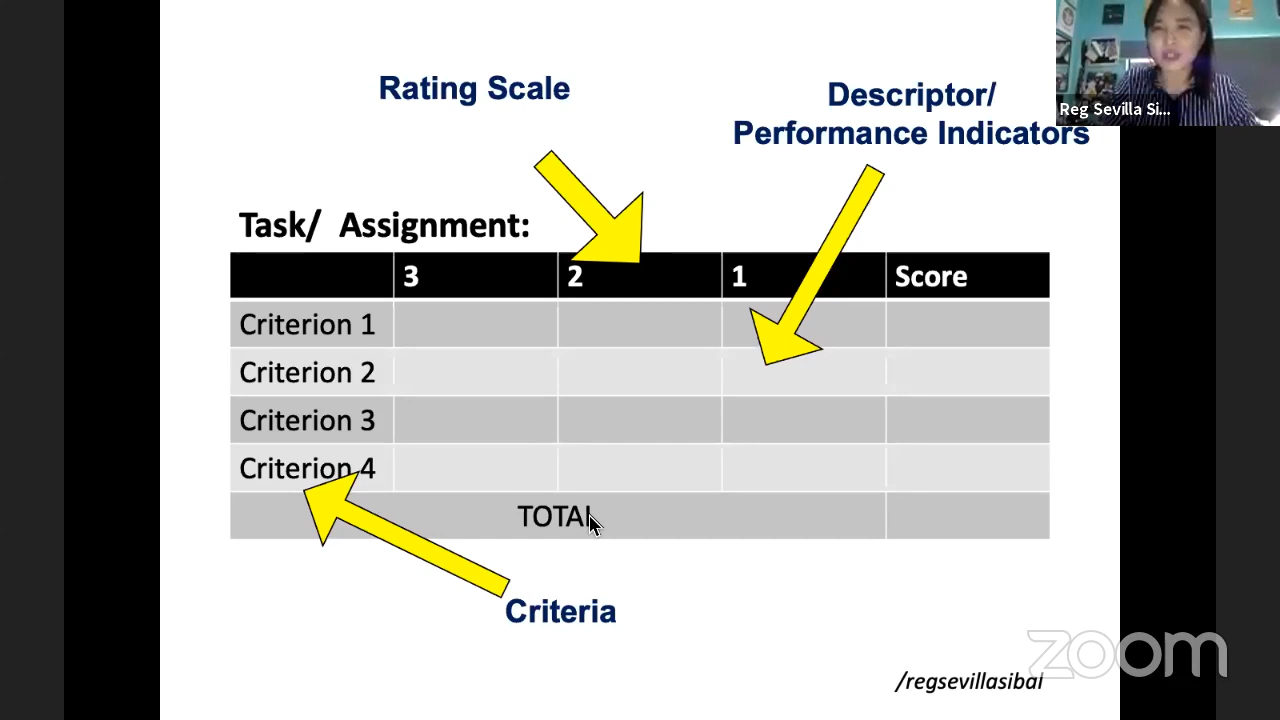 Rating Scale
Descriptor/
Performance Indicators
Reg Sevilla Si...
Task/ Assignment:
3 2 1 Score
Criterion 1
Criterion 2
Criterion 3
Criterion 4
TOTAL
Criteria
zoom
/regsevillasibal